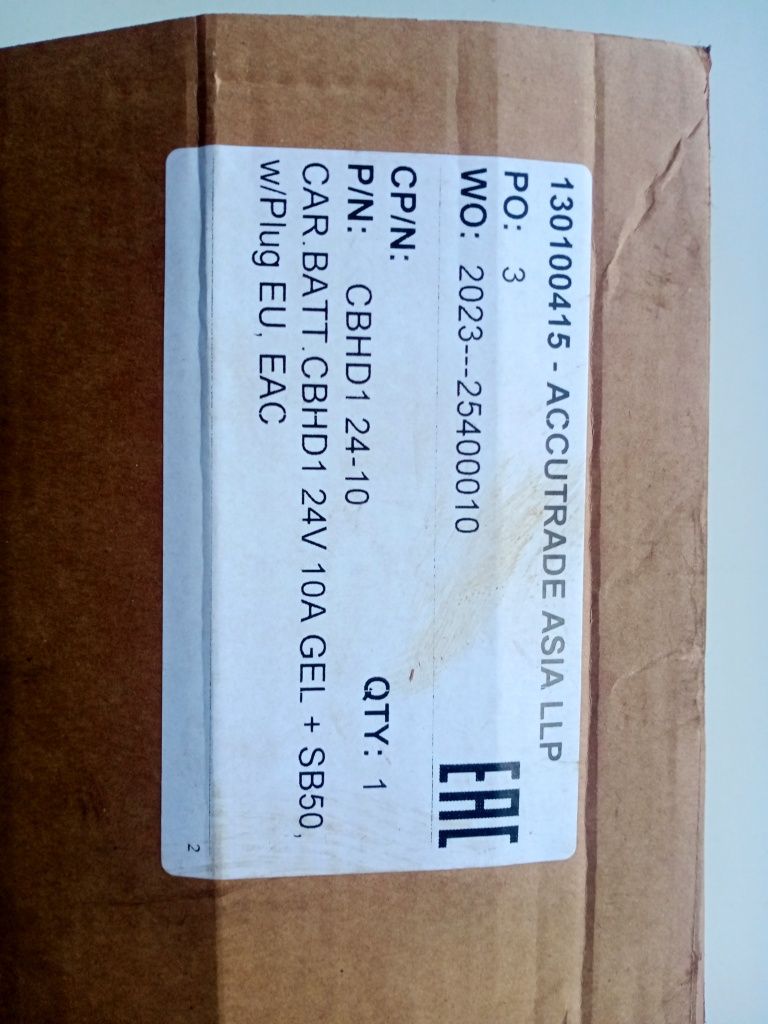 130100415 - ACCUTRADE ASIA LLP
PO: 3
WO: 2023---25400010
EAC
CP/N:
P/N: CBHD1 24-10 QTY: 1
CAR.BATT.CBHD1 24V 10A GEL + SB50,
w/Plug EU, EAC
2